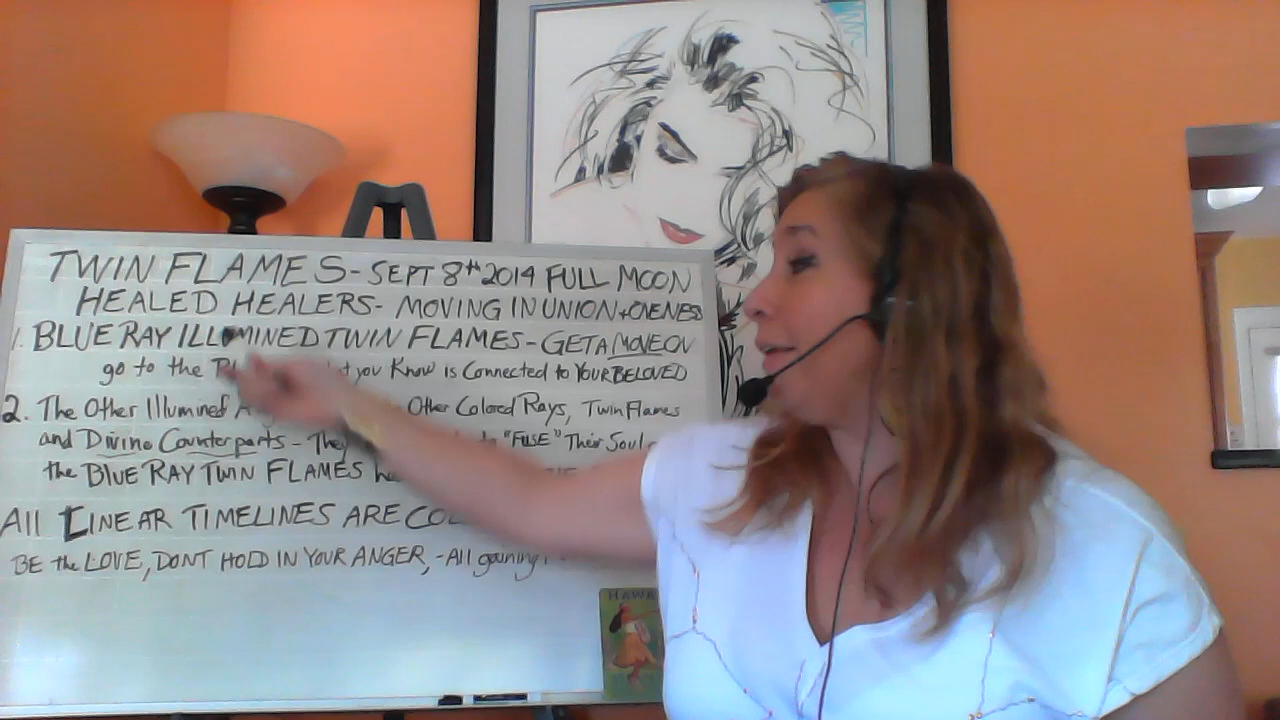 TWIN FLAMES - SEPT 8th 2014 FULL MOON
HEALED HEALERS - MOVING IN UNION + ONENESS
1. BLUE RAY ILLUMINED TWIN FLAMES - GET A MOVE ON
go to the you Know is Connected to YOUR BELOVED
2. The Other Illumined Other Colored Rays, Twin Flames
and Divine Counterparts - They "FUSE" Their Soul
the BLUE RAY TWIN FLAMES
All LINEAR TIMELINES ARE
BE the LOVE, DONT HOLD IN YOUR ANGER, - All
HAWA